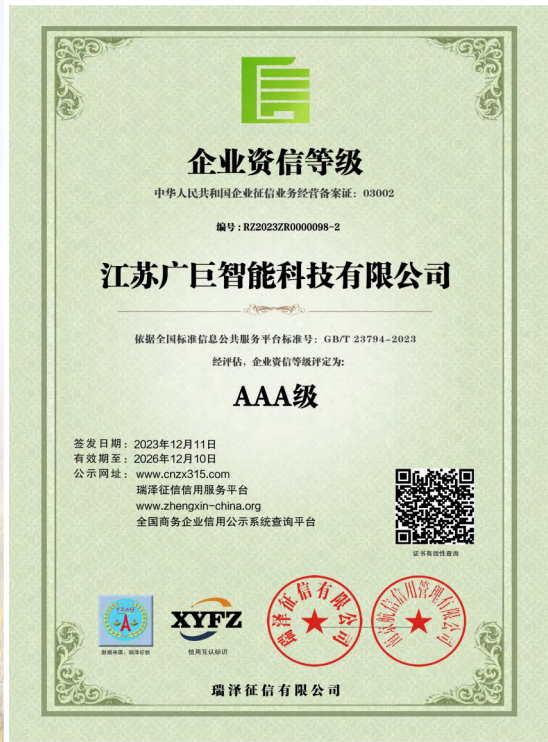 企业资信等级
中华人民共和国企业征信业务经营备案证：03002
编号：RZ2023ZR0000098-2
江苏广巨智能科技有限公司
依据全国标准信息公共服务平台标准号：GB/T 23794-2023
经评估，企业资信等级评定为：
AAA级
签发日期：2023年12月11日
有效期至：2026年12月10日
公示网址：www.cnzx315.com
瑞泽征信信用服务平台
www.zhengxin-china.org
全国商务企业信用公示系统查询平台
证书有效性查询
A
数据来源：瑞泽征信
XYFZ
信用互认标识
瑞泽征信有限公司
瑞泽征信有限公司